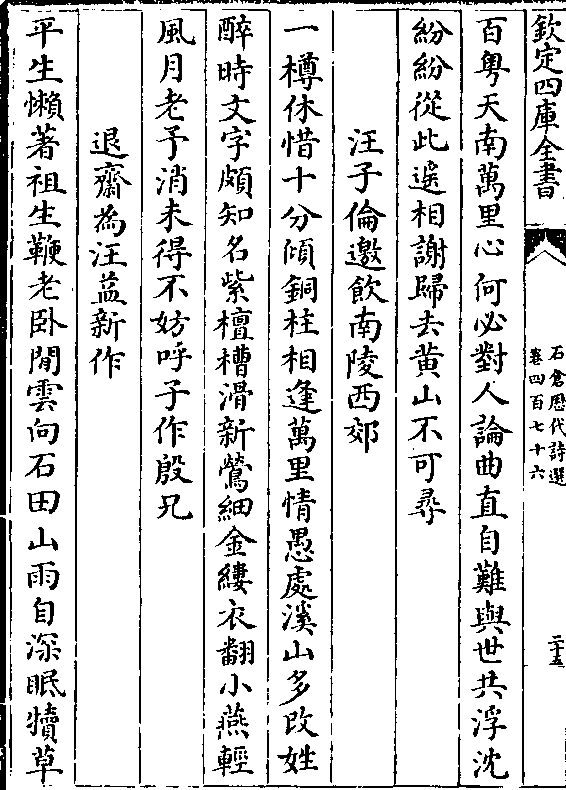 欽定四庫全書
石倉歷代詩選
卷四百七十六
二十五
百粤天南萬里心何必對人論曲直自難與世共浮沈
紛紛從此遥相謝歸去黄山不可尋
汪子倫邀飲南陵西郊
一樽休惜十分傾銅柱相逢萬里情愚處溪山多改姓
醉時文字頗知名紫檀槽滑新鶯細金縷衣翻小燕輕
風月老予消未得不妨呼子作殷兄
退齋為汪益新作
平生懶著祖生鞭老卧閒雲向石田山雨自深眠犢草